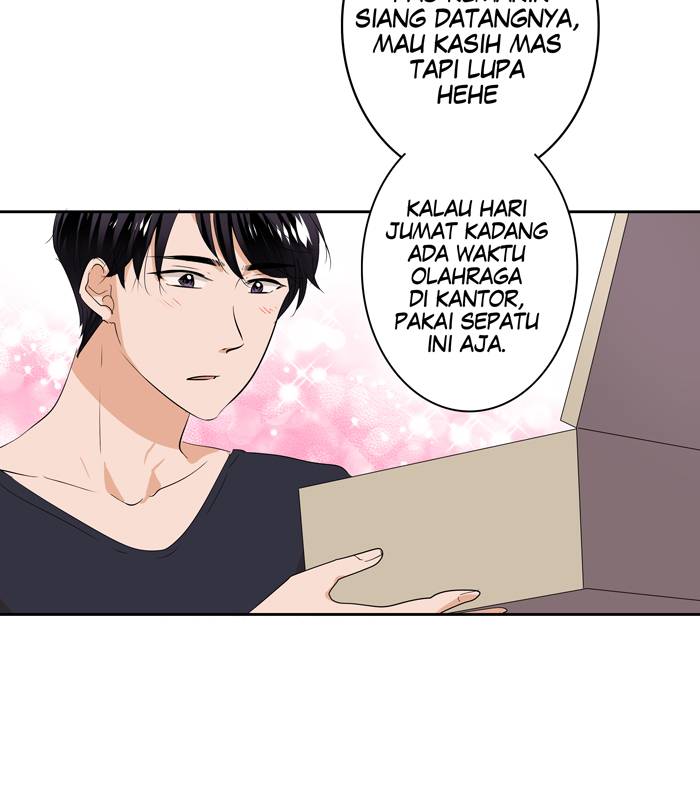 SIANG DATANGNYA,
MAU KASIH MAS
TAPI LUPA
HEHE
KALAU HARI
JUMAT KADANG
ADA WAKTU
OLAHRAGA
DI KANTOR,
PAKAI SEPATU
INI AJA.